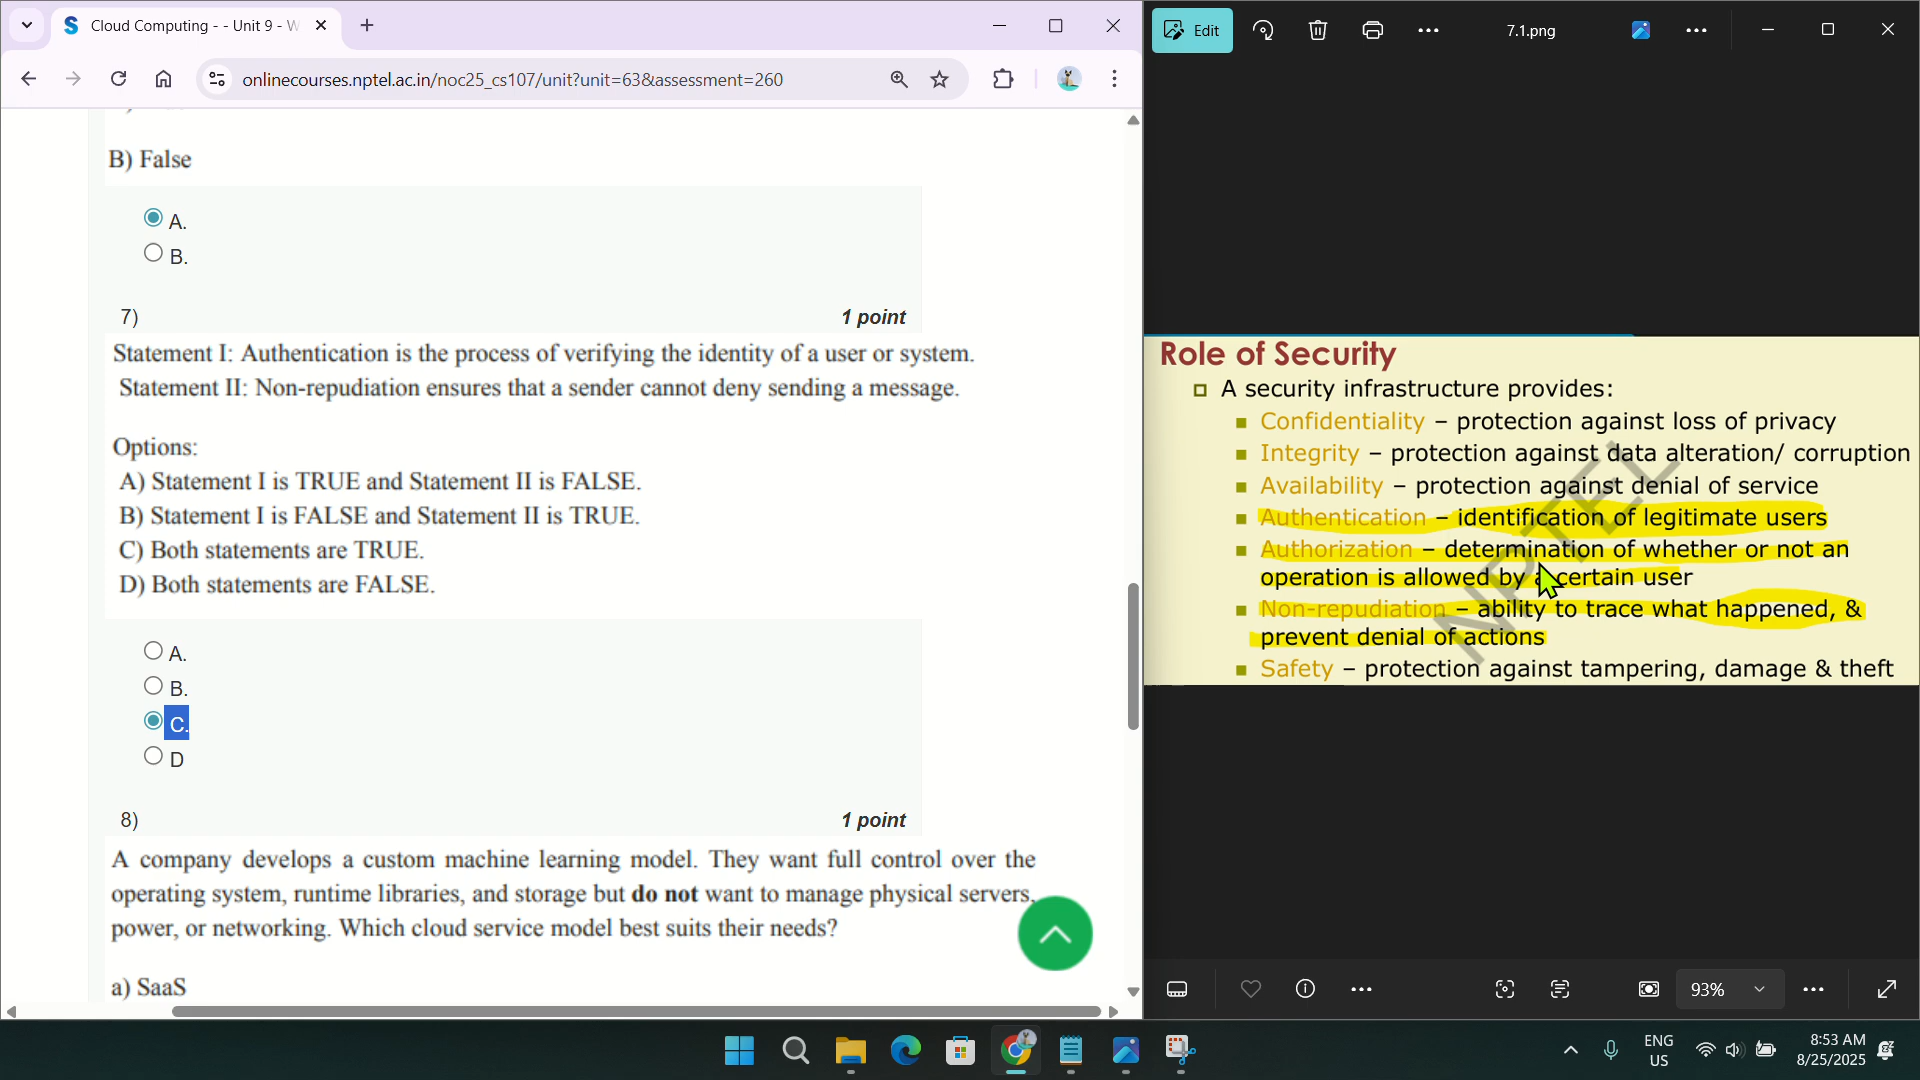 Cloud Computing - - Unit 9 - W
onlinecourses.nptel.ac.in/noc25_cs107/unit?unit=63&assessment=260
B) False
A.
B.
7)
1 point
Statement I: Authentication is the process of verifying the identity of a user or system.
Statement II: Non-repudiation ensures that a sender cannot deny sending a message.
Options:
A) Statement I is TRUE and Statement II is FALSE.
B) Statement I is FALSE and Statement II is TRUE.
C) Both statements are TRUE.
D) Both statements are FALSE.
A.
B.
C.
D
8)
1 point
A company develops a custom machine learning model. They want full control over the
operating system, runtime libraries, and storage but do not want to manage physical servers,
power, or networking. Which cloud service model best suits their needs?
a) SaaS
Edit
7.1.png
Role of Security
A security infrastructure provides:
Confidentiality – protection against loss of privacy
Integrity – protection against data alteration/ corruption
Availability – protection against denial of service
Authentication – identification of legitimate users
Authorization – determination of whether or not an
operation is allowed by a certain user
Non-repudiation – ability to trace what happened, &
prevent denial of actions
Safety – protection against tampering, damage & theft
NPTEL
93%
ENG
US
8:53 AM
8/25/2025